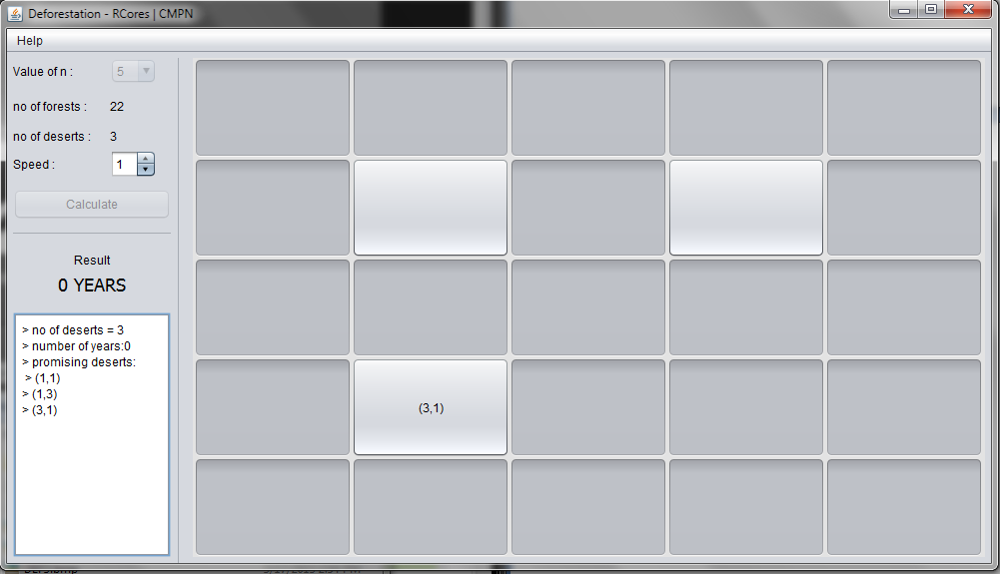 Deforestation - RCores | CMPN
Help
Value of n : 5
no of forests : 22
no of deserts : 3
Speed : 1
Calculate
Result
0 YEARS
> no of deserts = 3
> number of years:0
> promising deserts:
> (1,1)
> (1,3)
> (3,1)
(3,1)